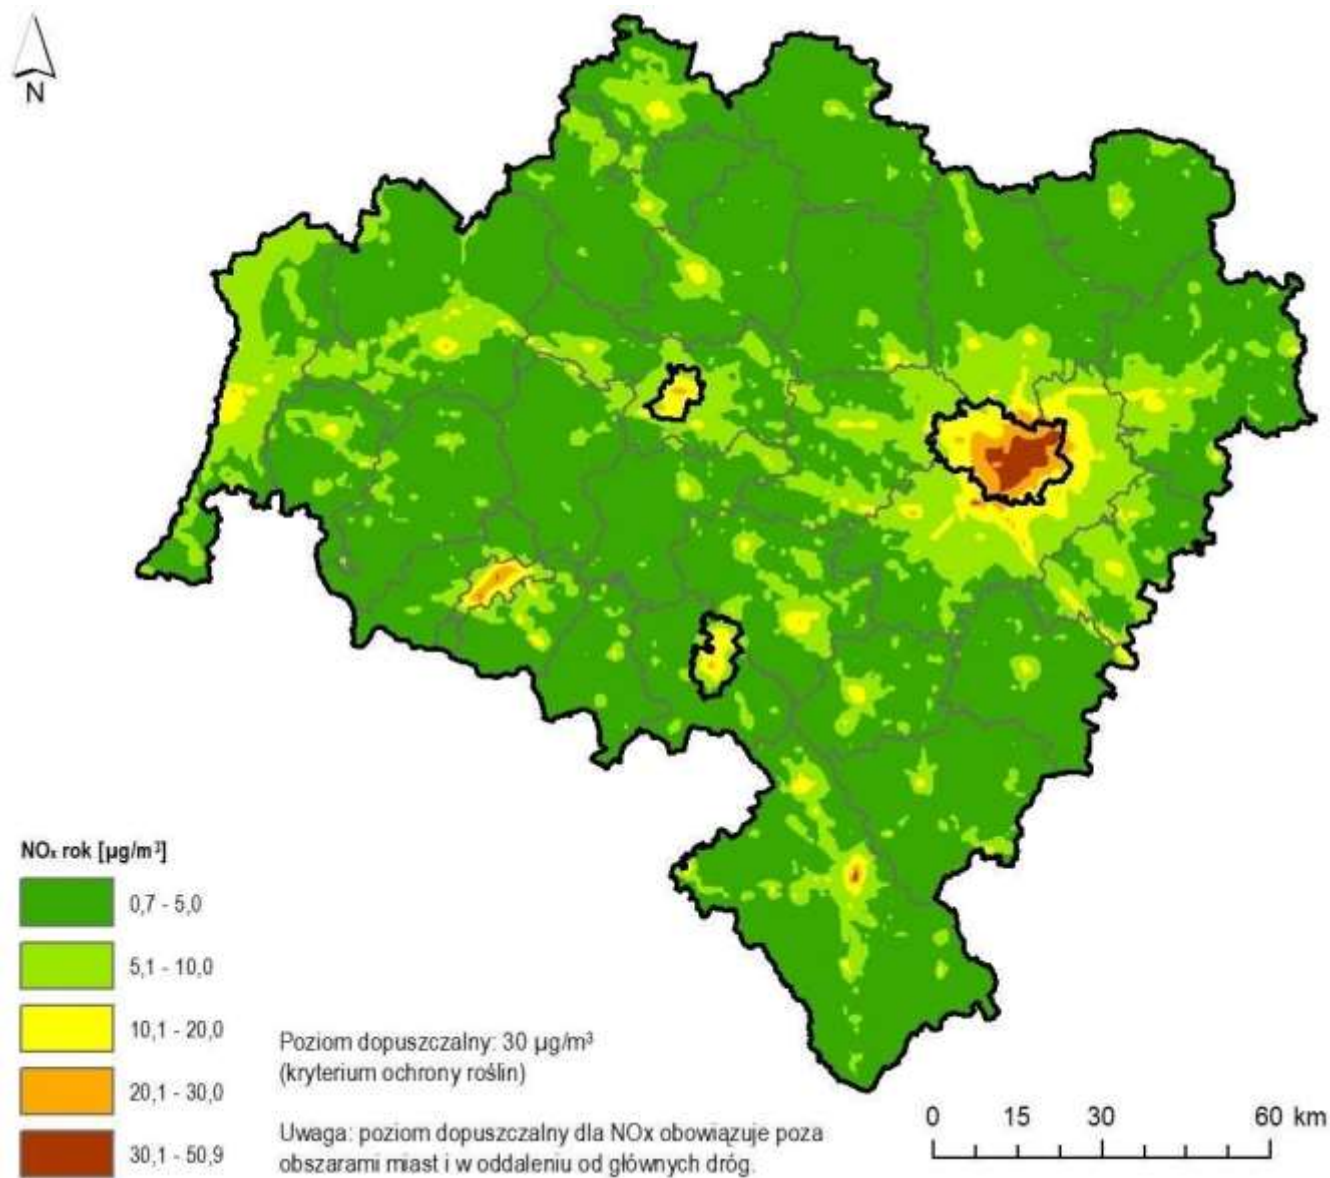 N
NOₓ rok [µg/m³]
0,7 - 5,0
5,1 - 10,0
10,1 - 20,0
20,1 - 30,0
30,1 - 50,9
Poziom dopuszczalny: 30 µg/m³
(kryterium ochrony roślin)
Uwaga: poziom dopuszczalny dla NOx obowiązuje poza
obszarami miast i w oddaleniu od głównych dróg.
0 15 30 60 km